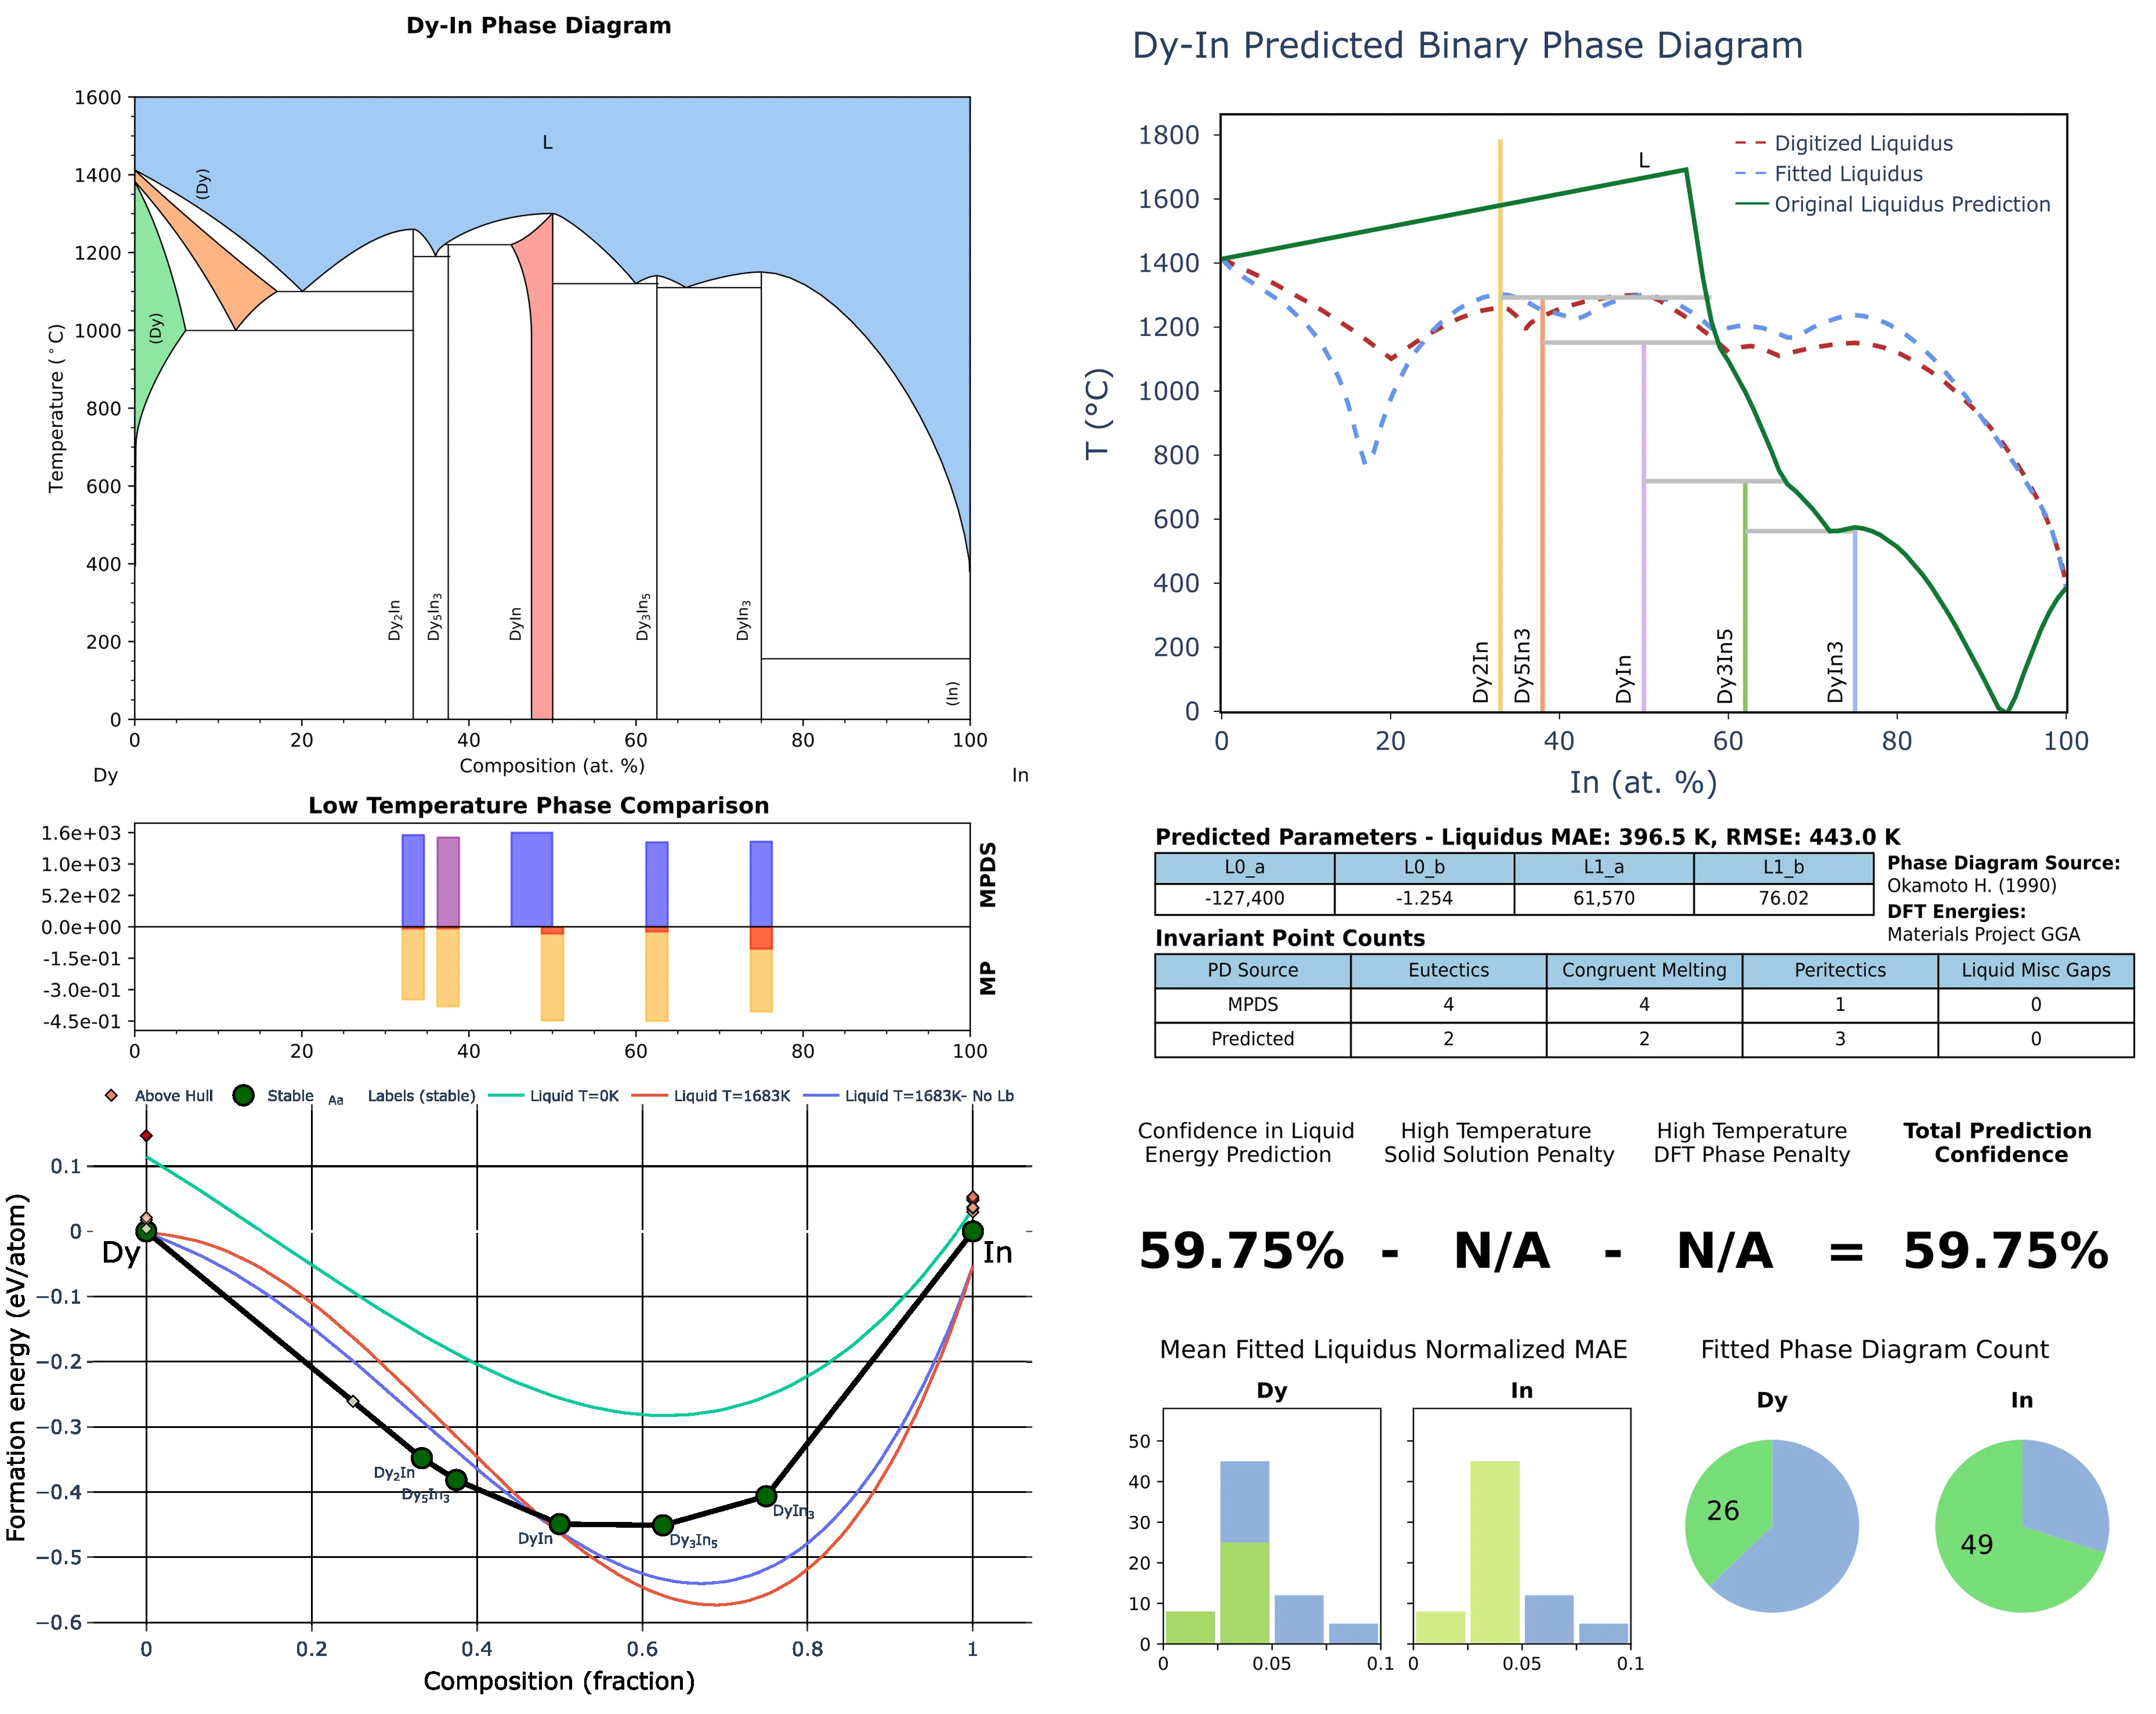 Dy-In Phase Diagram
1600
1400
1200
1000
800
600
400
200
0
Temperature (°C)
L
(Dy)
(Dy)
Dy2In
Dy5In3
DyIn
Dy3In5
DyIn3
(In)
0 20 40 60 80 100
Composition (at. %)
Dy In
Low Temperature Phase Comparison
1.6e+03
1.0e+03
5.2e+02
0.0e+00
-1.5e-01
-3.0e-01
-4.5e-01
MPDS
MP
0 20 40 60 80 100
Above Hull Stable Aa Labels (stable) Liquid T=0K Liquid T=1683K Liquid T=1683K- No Lb
0.1
0
−0.1
−0.2
−0.3
−0.4
−0.5
−0.6
Formation energy (eV/atom)
Dy
In
Dy2In
Dy5In3
DyIn
Dy3In5
DyIn3
0 0.2 0.4 0.6 0.8 1
Composition (fraction)
Dy-In Predicted Binary Phase Diagram
1800
1600
1400
1200
1000
800
600
400
200
0
T (°C)
L
Digitized Liquidus
Fitted Liquidus
Original Liquidus Prediction
Dy2In
Dy5In3
DyIn
Dy3In5
DyIn3
0 20 40 60 80 100
In (at. %)
Predicted Parameters - Liquidus MAE: 396.5 K, RMSE: 443.0 K
L0_a L0_b L1_a L1_b
-127,400 -1.254 61,570 76.02
Phase Diagram Source:
Okamoto H. (1990)
DFT Energies:
Materials Project GGA
Invariant Point Counts
PD Source Eutectics Congruent Melting Peritectics Liquid Misc Gaps
MPDS 4 4 1 0
Predicted 2 2 3 0
Confidence in Liquid
Energy Prediction
High Temperature
Solid Solution Penalty
High Temperature
DFT Phase Penalty
Total Prediction
Confidence
59.75% - N/A - N/A = 59.75%
Mean Fitted Liquidus Normalized MAE
Dy In
50
40
30
20
10
0
0 0.05 0.1
0 0.05 0.1
Fitted Phase Diagram Count
Dy In
26
49